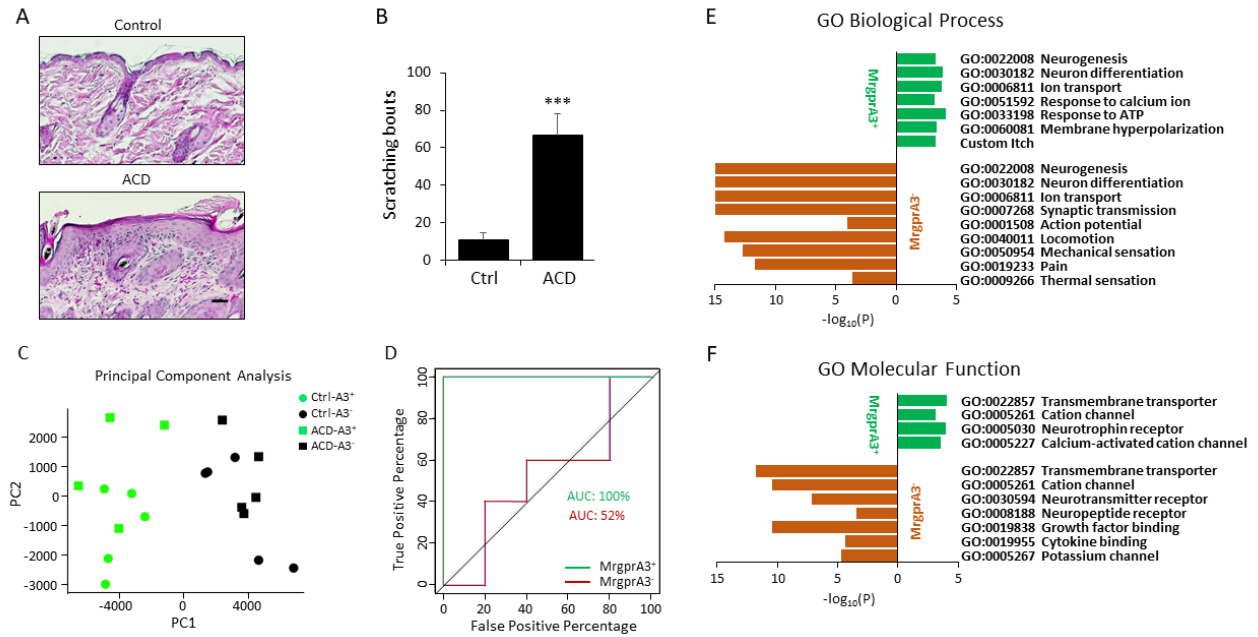 A
Control
ACD
B
Scratching bouts
100
80
60
40
20
0
***
Ctrl
ACD
C
Principal Component Analysis
Ctrl-A3⁺
Ctrl-A3⁻
ACD-A3⁺
ACD-A3⁻
PC2
2000
1000
0
-1000
-2000
-3000
-4000
0
4000
PC1
D
True Positive Percentage
100
80
60
40
20
0
AUC: 100%
AUC: 52%
MrgprA3⁺
MrgprA3⁻
0
20
40
60
80
100
False Positive Percentage
E
GO Biological Process
MrgprA3⁺
GO:0022008 Neurogenesis
GO:0030182 Neuron differentiation
GO:0006811 Ion transport
GO:0051592 Response to calcium ion
GO:0033198 Response to ATP
GO:0060081 Membrane hyperpolarization
Custom Itch
MrgprA3⁻
GO:0022008 Neurogenesis
GO:0030182 Neuron differentiation
GO:0006811 Ion transport
GO:0007268 Synaptic transmission
GO:0001508 Action potential
GO:0040011 Locomotion
GO:0050954 Mechanical sensation
GO:0019233 Pain
GO:0009266 Thermal sensation
15
10
5
0
5
-log₁₀(P)
F
GO Molecular Function
MrgprA3⁺
GO:0022857 Transmembrane transporter
GO:0005261 Cation channel
GO:0005030 Neurotrophin receptor
GO:0005227 Calcium-activated cation channel
MrgprA3⁻
GO:0022857 Transmembrane transporter
GO:0005261 Cation channel
GO:0030594 Neurotransmitter receptor
GO:0008188 Neuropeptide receptor
GO:0019838 Growth factor binding
GO:0019955 Cytokine binding
GO:0005267 Potassium channel
15
10
5
0
5
-log₁₀(P)